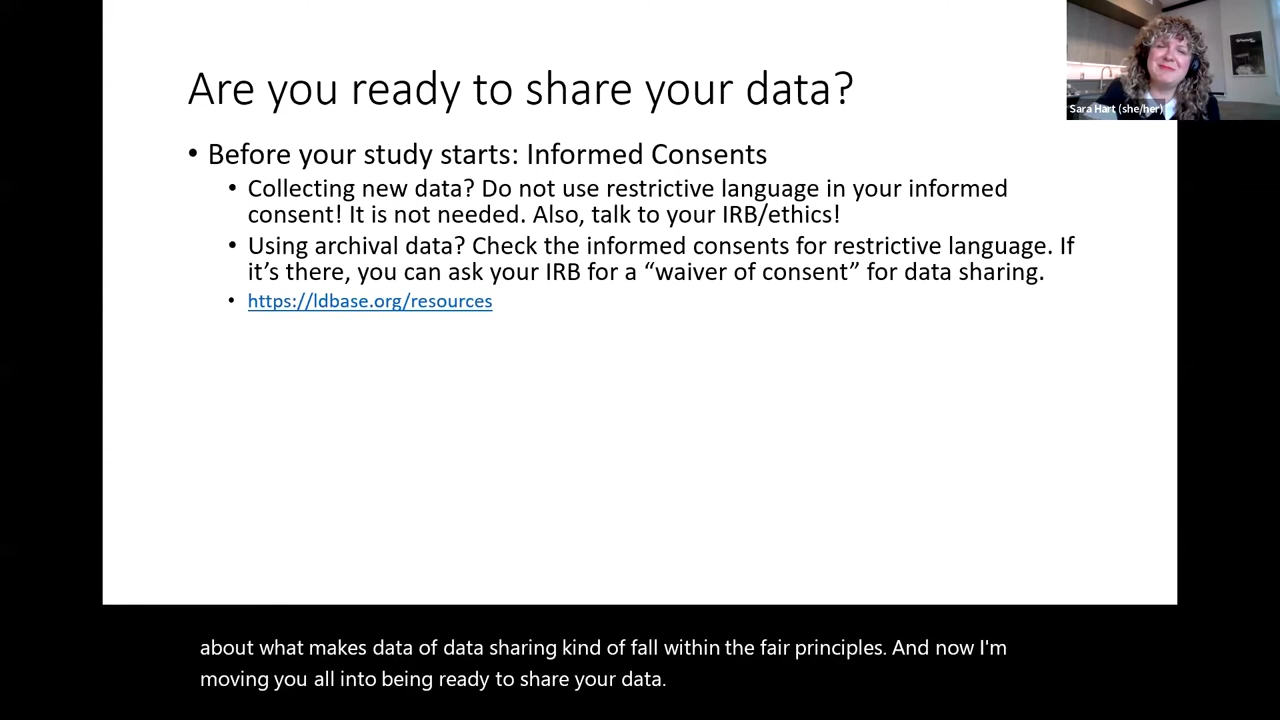 Are you ready to share your data?
Sara Hart (she/her)
• Before your study starts: Informed Consents
• Collecting new data? Do not use restrictive language in your informed
consent! It is not needed. Also, talk to your IRB/ethics!
• Using archival data? Check the informed consents for restrictive language. If
it’s there, you can ask your IRB for a “waiver of consent” for data sharing.
• https://ldbase.org/resources
about what makes data of data sharing kind of fall within the fair principles. And now I'm
moving you all into being ready to share your data.